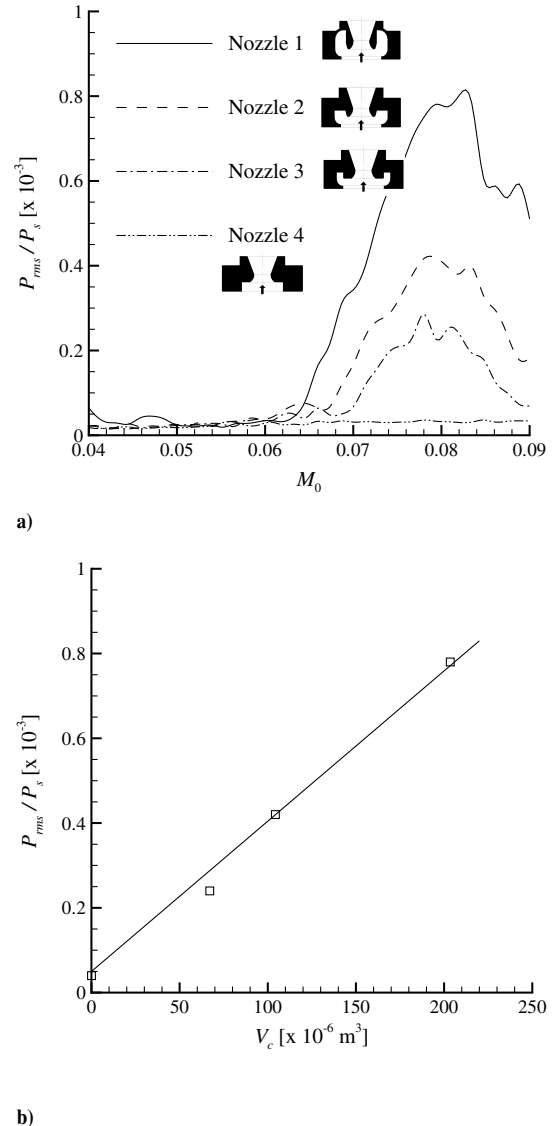 1
0.8
0.6
0.4
0.2
0
P_rms / P_s [x 10^-3]
Nozzle 1
Nozzle 2
Nozzle 3
Nozzle 4
0.04 0.05 0.06 0.07 0.08 0.09
M_0
a)
1
0.8
0.6
0.4
0.2
0
P_rms / P_s [x 10^-3]
0 50 100 150 200 250
V_c [x 10^-6 m^3]
b)